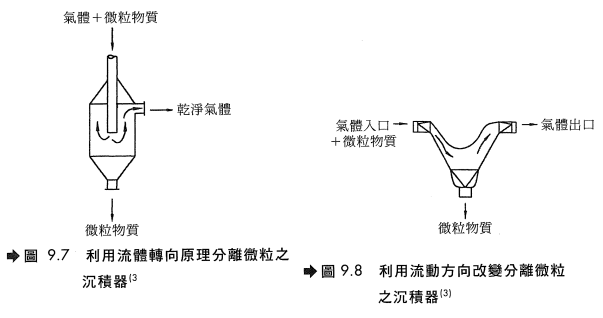 氣體＋微粒物質
乾淨氣體
微粒物質
圖 9.7 利用流體轉向原理分離微粒之
沉積器(3
氣體入口
＋微粒物質
氣體出口
微粒物質
圖 9.8 利用流動方向改變分離微粒
之沉積器(3)